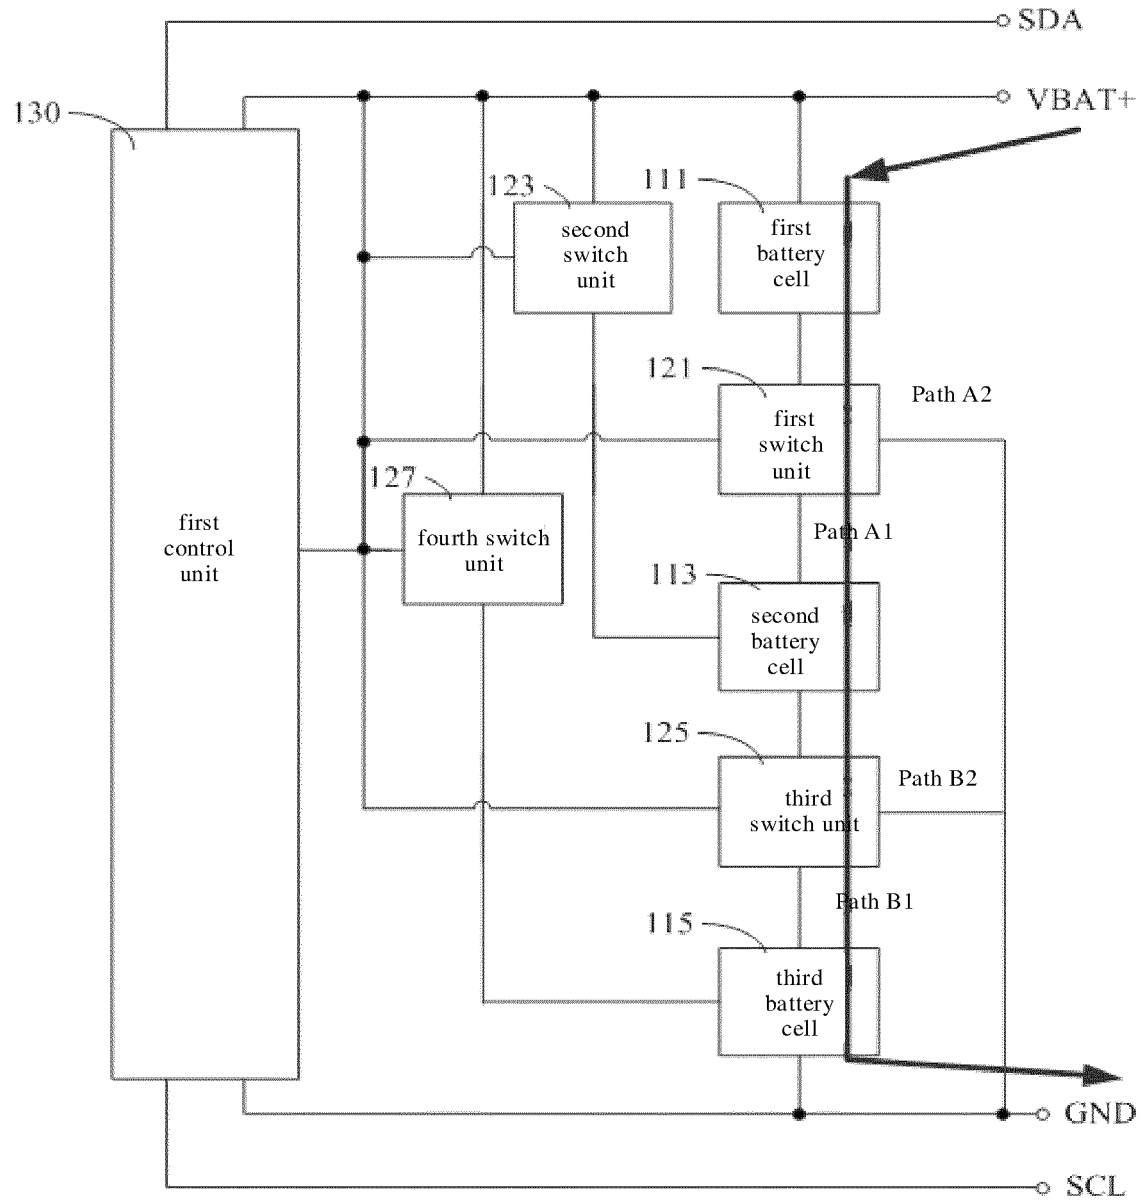 SDA
VBAT+
130
123
111
second
switch
unit
first
battery
cell
121
Path A2
first
switch
unit
127
first
control
unit
fourth switch
unit
Path A1
113
second
battery
cell
125
Path B2
third
switch unit
Path B1
115
third
battery
cell
GND
SCL